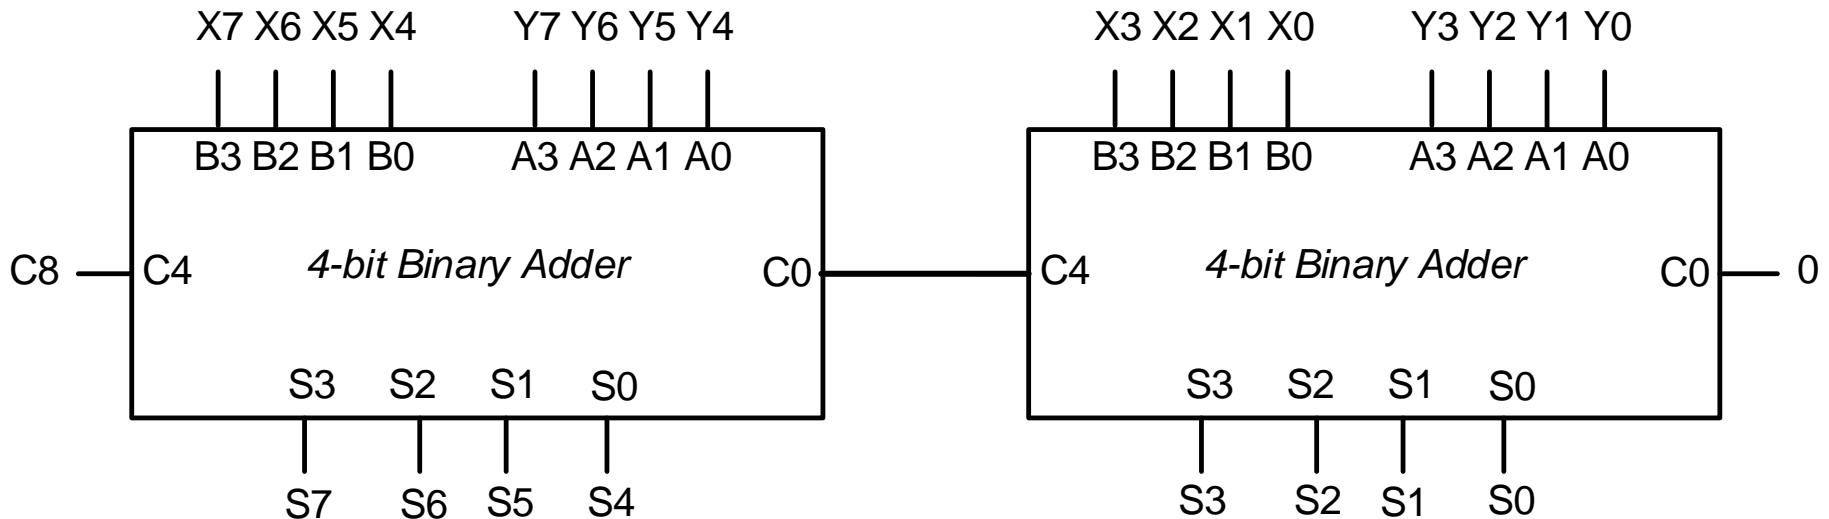 X7 X6 X5 X4 Y7 Y6 Y5 Y4 X3 X2 X1 X0 Y3 Y2 Y1 Y0
B3 B2 B1 B0 A3 A2 A1 A0 B3 B2 B1 B0 A3 A2 A1 A0
C8 C4 4-bit Binary Adder C0 C4 4-bit Binary Adder C0 0
S3 S2 S1 S0 S3 S2 S1 S0
S7 S6 S5 S4 S3 S2 S1 S0